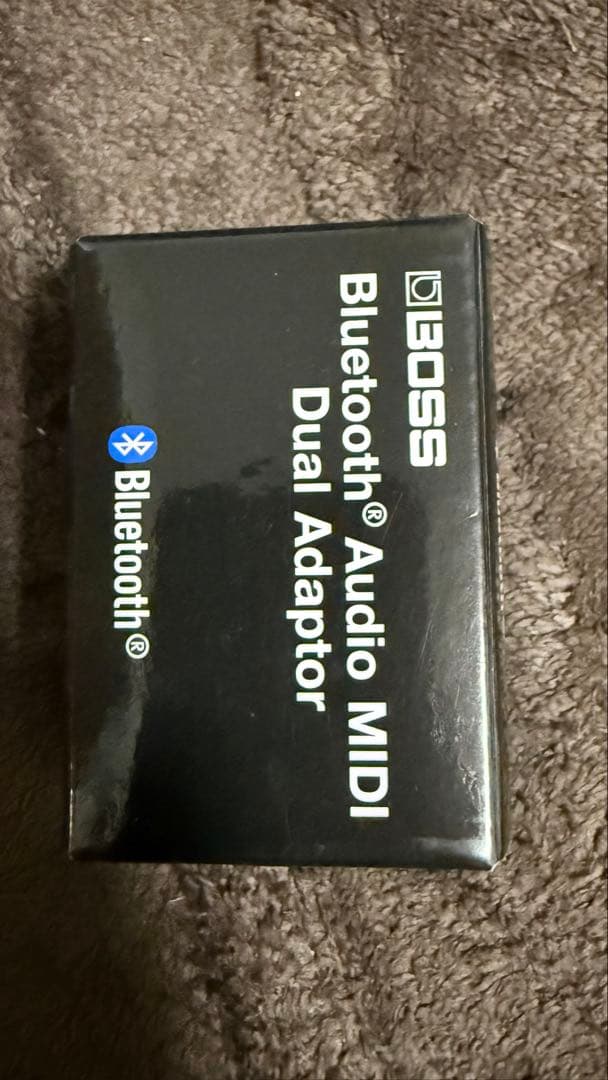 BOSS
Bluetooth® Audio MIDI
Dual Adaptor
Bluetooth®